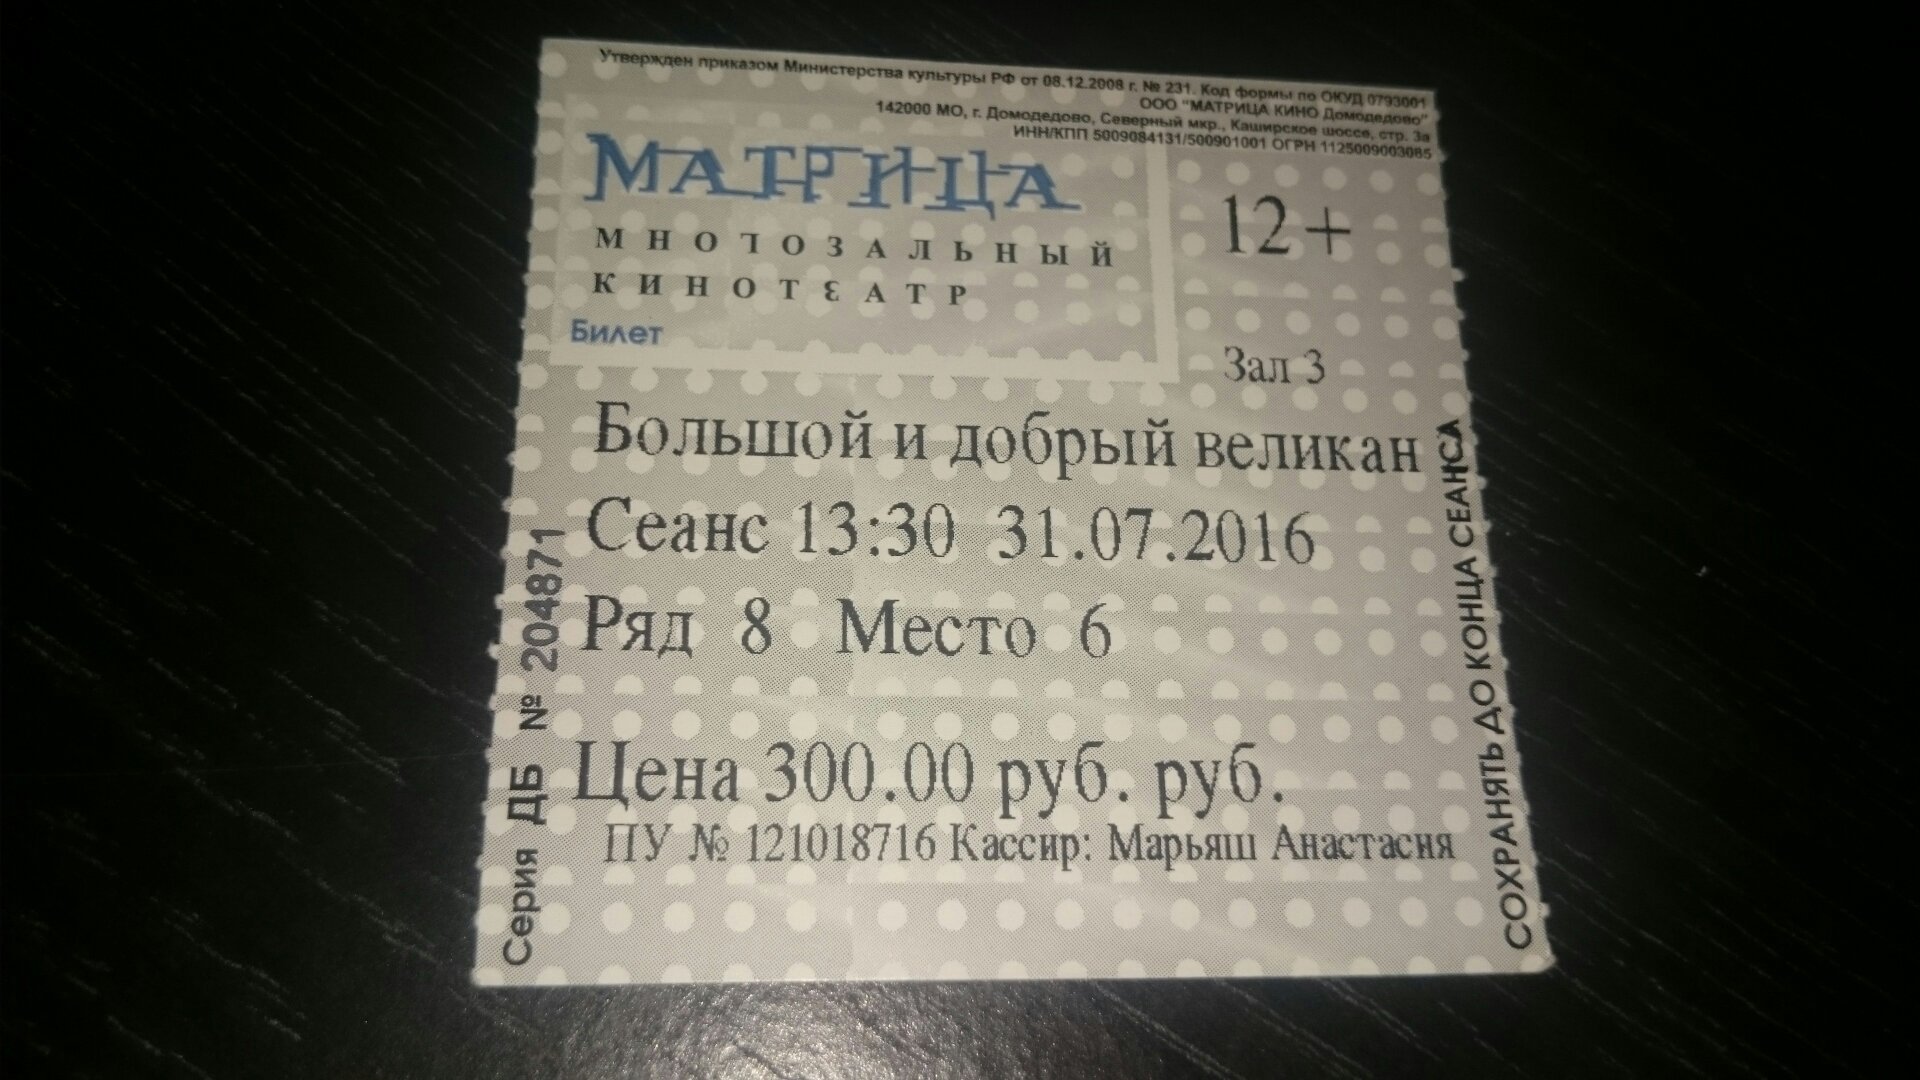 Утвержден приказом Министерства культуры РФ от 08.12.2008 г. № 231. Код формы по ОКУД 0793001
ООО "МАТРИЦА КИНО Домодедово"
142000 МО, г. Домодедово, Северный мкр., Каширское шоссе, стр. 3а
ИНН/КПП 5009084131/500901001 ОГРН 1125009003085
МАТРИЦА
МНОГОЗАЛЬНЫЙ
КИНОТЕАТР
Билет
12+
Зал 3
Большой и добрый великан
Сеанс 13:30 31.07.2016
Ряд 8 Место 6
Цена 300.00 руб. руб.
ПУ № 121018716 Кассир: Марьяш Анастасия
Серия ДБ № 204871
СОХРАНЯТЬ ДО КОНЦА СЕАНСА